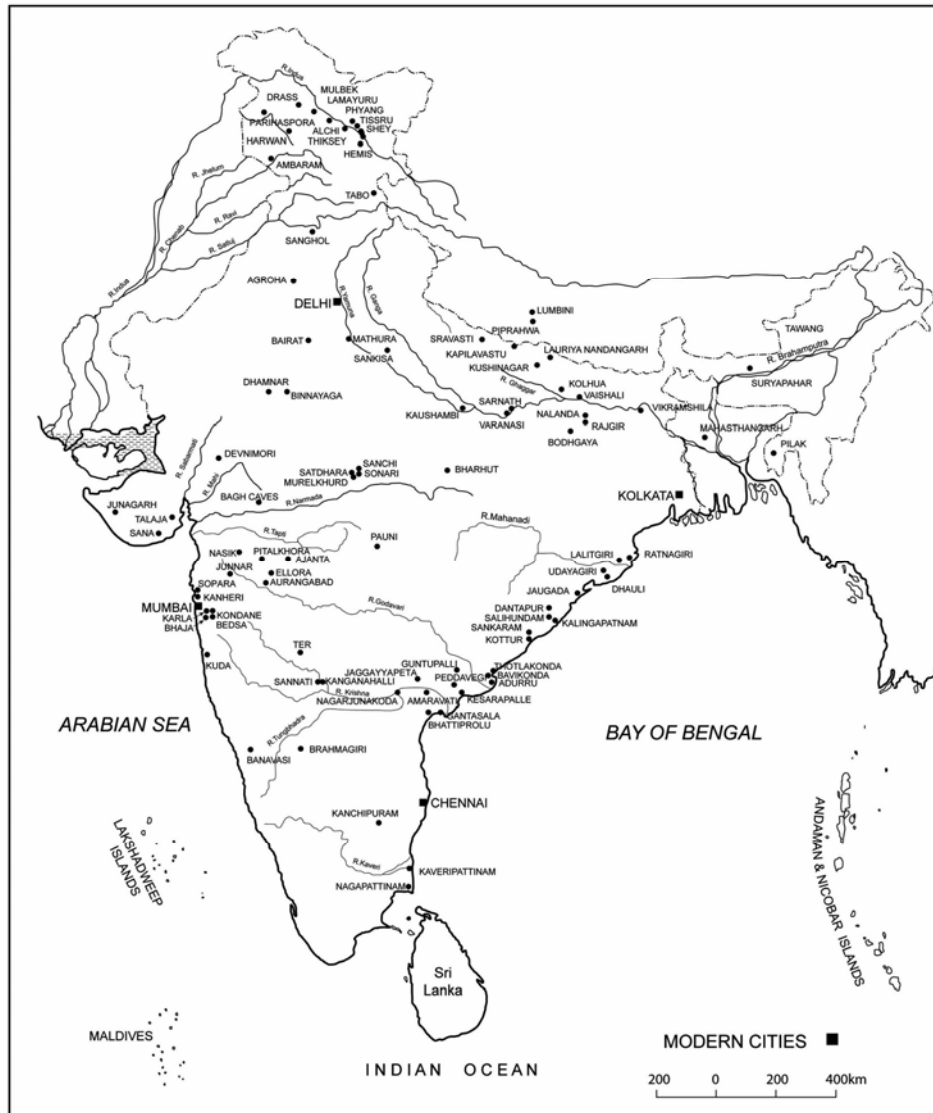 R.Indus
MULBEK
LAMAYURU
DRASS
PHYANG
TISSRU
PARIHASPORA
SHEY
ALCHI
HARWAN
THIKSEY
HEMIS
AMBARAM
R. Jhelum
TABO
R. Ravi
R. Chenab
R. Satluj
SANGHOL
R.Indus
AGROHA
DELHI
R.Yamuna
R. Ganga
LUMBINI
PIPRAHWA
TAWANG
BAIRAT
MATHURA
SRAVASTI
SANKISA
KAPILAVASTU
LAURIYA NANDANGARH
R. Brahamputra
KUSHINAGAR
SURYAPAHAR
R. Ghaggar
DHAMNAR
BINNAYAGA
KOLHUA
VAISHALI
SARNATH
KAUSHAMBI
NALANDA
VIKRAMSHILA
VARANASI
RAJGIR
BODHGAYA
MAHASTHANGARH
PILAK
R. Sabarmati
DEVNIMORI
R. Mahi
SANCHI
SATDHARA
SONARI
BHARHUT
MURELKHURD
BAGH CAVES
R.Narmada
KOLKATA
JUNAGARH
TALAJA
SANA
R.Mahanadi
R.Tapti
PAUNI
NASIK
PITALKHORA
AJANTA
LALITGIRI
RATNAGIRI
JUNNAR
ELLORA
UDAYAGIRI
AURANGABAD
DHAULI
SOPARA
JAUGADA
KANHERI
R.Godavari
MUMBAI
DANTAPUR
KARLA
KONDANE
SALIHUNDAM
KALINGAPATNAM
BHAJA
BEDSA
SANKARAM
KOTTUR
TER
KUDA
GUNTUPALLI
THOTLAKONDA
JAGGAYYAPETA
BAVIKONDA
SANNATI
KANGANAHALLI
PEDDAVEGI
ADURRU
R. Krishna
NAGARJUNAKODA
AMARAVATI
KESARAPALLE
GANTASALA
BHATTIPROLU
ARABIAN SEA
R.Tungbhadra
BAY OF BENGAL
BANAVASI
BRAHMAGIRI
CHENNAI
KANCHIPURAM
LAKSHADWEEP
ISLANDS
ANDAMAN & NICOBAR ISLANDS
R.Kaveri
KAVERIPATTINAM
NAGAPATTINAM
Sri
Lanka
MALDIVES
MODERN CITIES
INDIAN OCEAN
200 0 200 400km